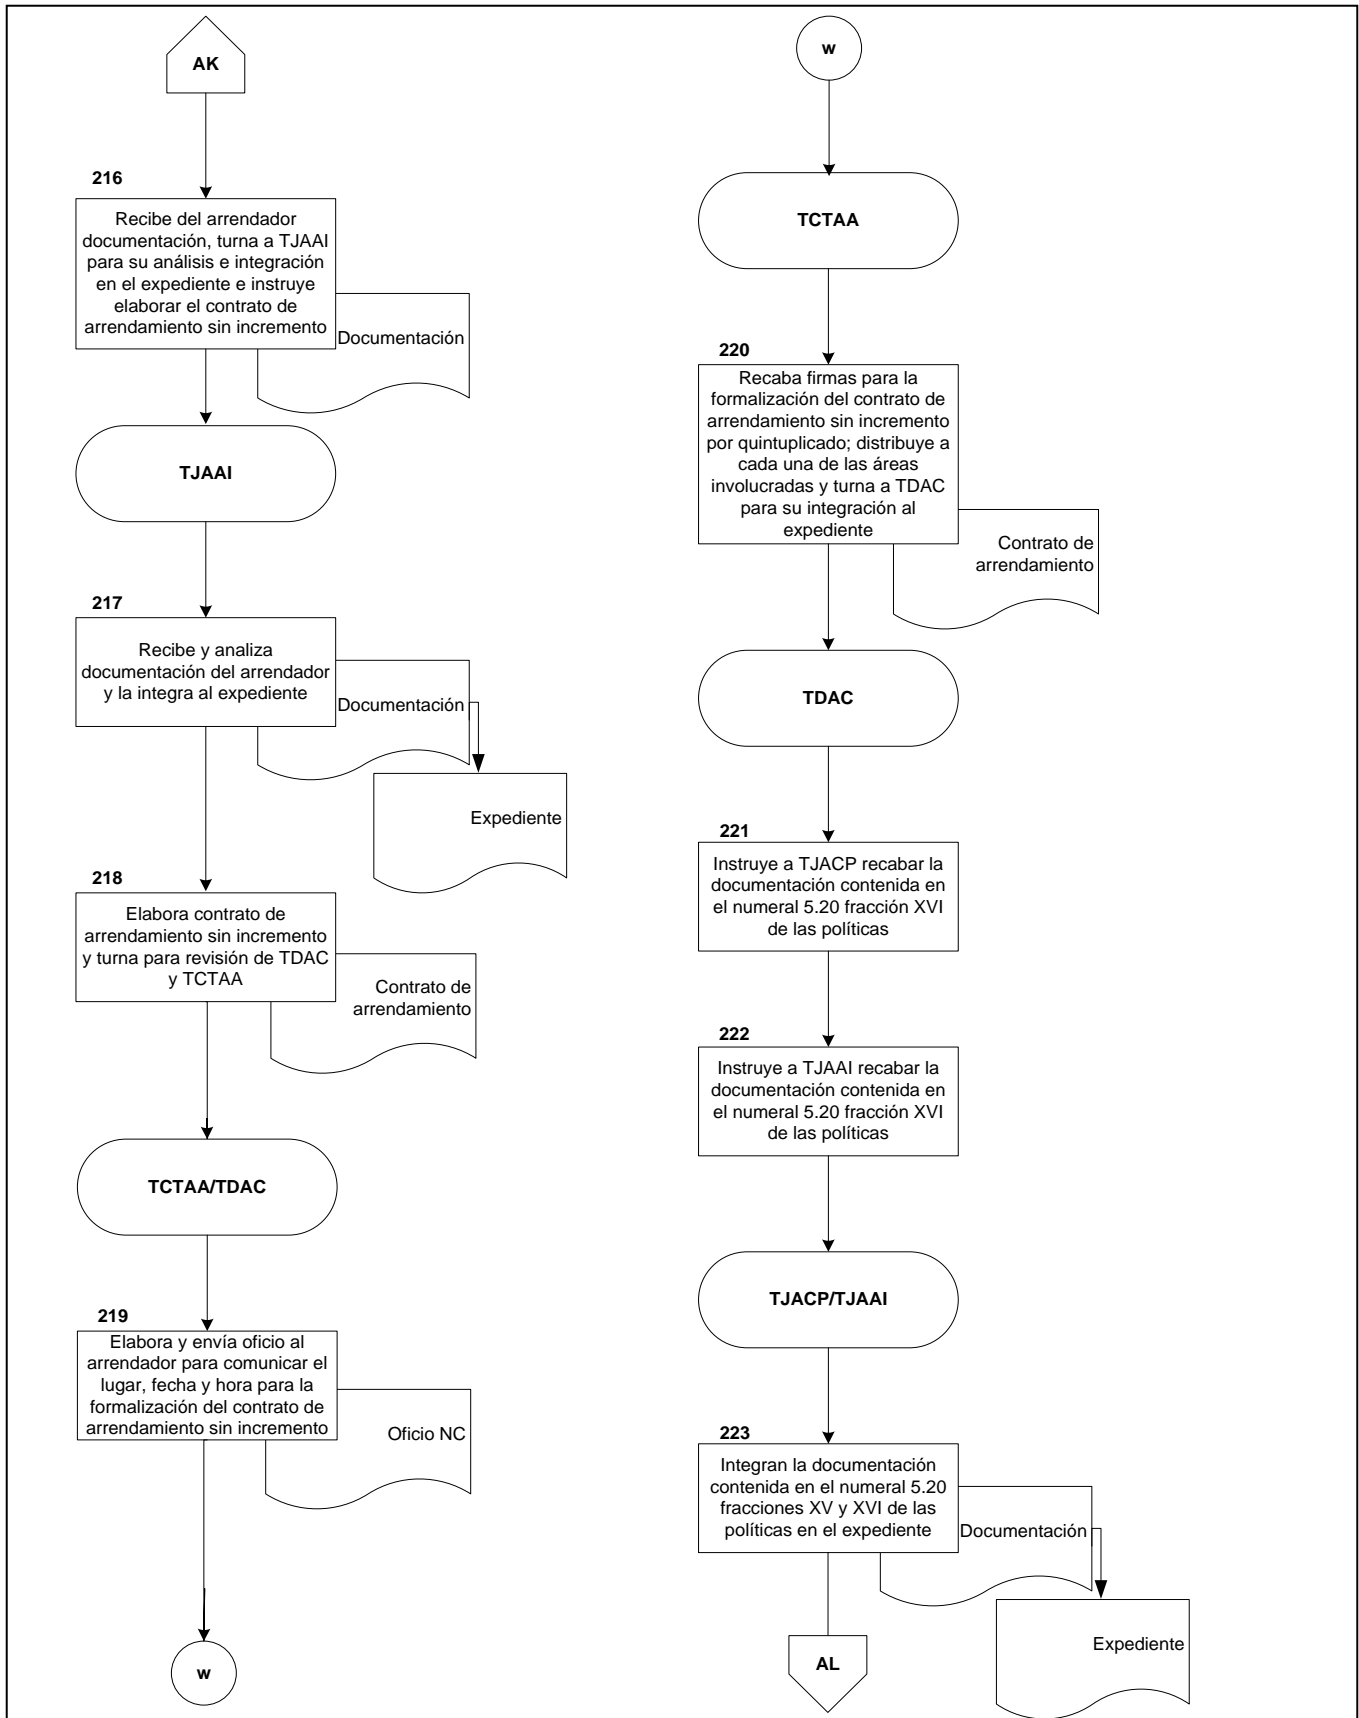 AK
216
Recibe del arrendador
documentación, turna a TJAAI
para su análisis e integración
en el expediente e instruye
elaborar el contrato de
arrendamiento sin incremento
Documentación
TJAAI
217
Recibe y analiza
documentación del arrendador
y la integra al expediente
Documentación
Expediente
218
Elabora contrato de
arrendamiento sin incremento
y turna para revisión de TDAC
y TCTAA
Contrato de
arrendamiento
TCTAA/TDAC
219
Elabora y envía oficio al
arrendador para comunicar el
lugar, fecha y hora para la
formalización del contrato de
arrendamiento sin incremento
Oficio NC
w
w
TCTAA
220
Recaba firmas para la
formalización del contrato de
arrendamiento sin incremento
por quintuplicado; distribuye a
cada una de las áreas
involucradas y turna a TDAC
para su integración al
expediente
Contrato de
arrendamiento
TDAC
221
Instruye a TJACP recabar la
documentación contenida en
el numeral 5.20 fracción XVI
de las políticas
222
Instruye a TJAAI recabar la
documentación contenida en
el numeral 5.20 fracción XVI
de las políticas
TJACP/TJAAI
223
Integran la documentación
contenida en el numeral 5.20
fracciones XV y XVI de las
políticas en el expediente
Documentación
Expediente
AL